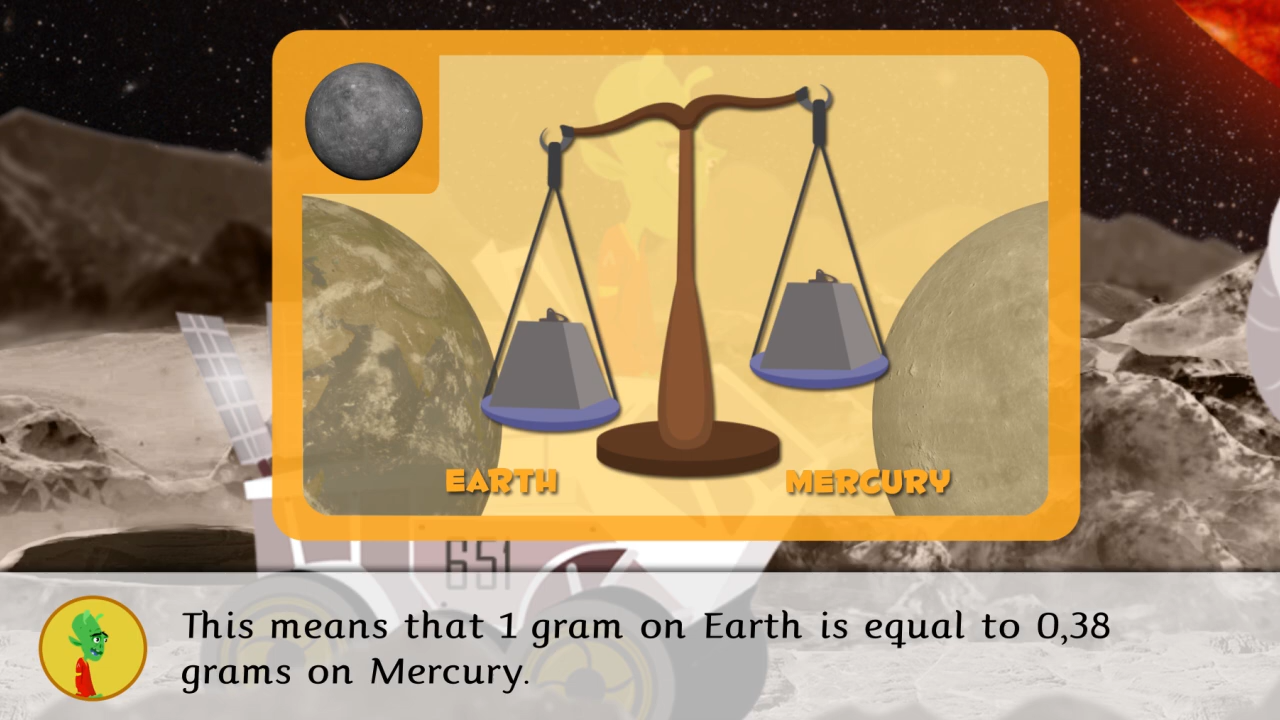 EARTH
MERCURY
651
This means that 1 gram on Earth is equal to 0,38
grams on Mercury.